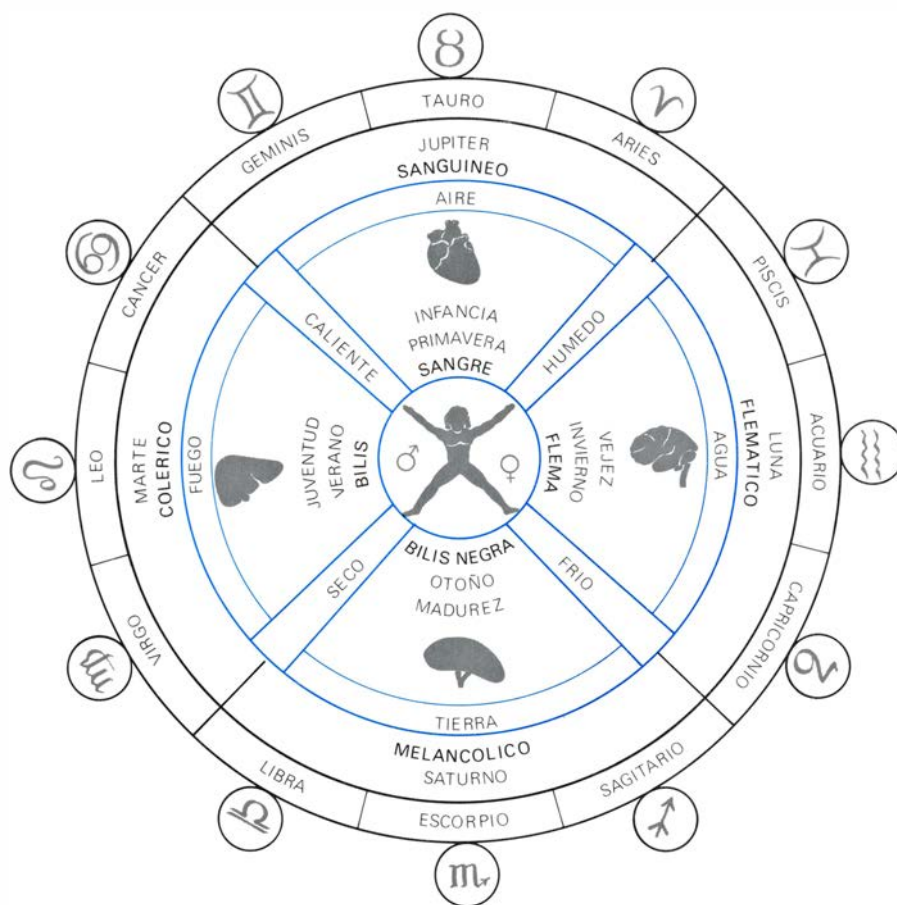 TAURO
GEMINIS
ARIES
JUPITER
SANGUINEO
AIRE
CANCER
PISCIS
CALIENTE
HUMEDO
INFANCIA
PRIMAVERA
SANGRE
LEO
MARTE
COLERICO
FUEGO
JUVENTUD
VERANO
BILIS
FLEMA
INVIERNO
VEJEZ
AGUA
FLEMATICO
LUNA
ACUARIO
BILIS NEGRA
OTOÑO
MADUREZ
SECO
FRIO
VIRGO
CAPRICORNIO
TIERRA
MELANCOLICO
SATURNO
LIBRA
SAGITARIO
ESCORPIO